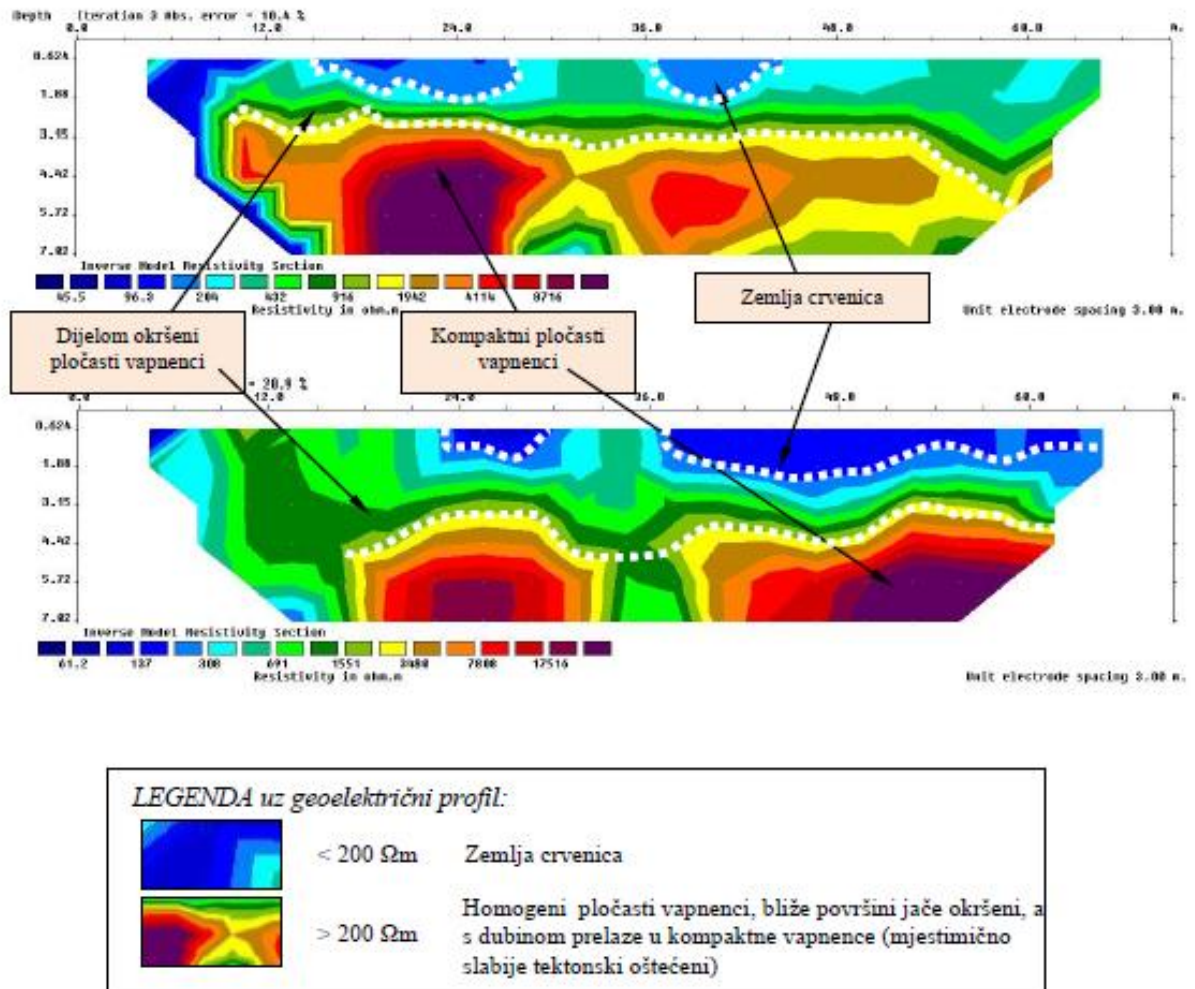 Depth Iteration 3 Abs. error = 10.4 %
0.0 12.0 24.0 36.0 48.0 60.0 m.
0.624
1.88
3.15
4.42
5.72
7.02
Inverse Model Resistivity Section
45.5 96.3 204 432 916 1942 4114 8716
Resistivity in ohm.m
Unit electrode spacing 3.00 m.
Dijelom okršeni
pločasti vapnenci
Kompaktni pločasti
vapnenci
Zemlja crvenica
= 20.9 %
0.0 12.0 24.0 36.0 48.0 60.0 m.
0.624
1.88
3.15
4.42
5.72
7.02
Inverse Model Resistivity Section
61.2 137 308 691 1551 3480 7808 17516
Resistivity in ohm.m
Unit electrode spacing 3.00 m.
LEGENDA uz geoelektrični profil:
< 200 Ωm Zemlja crvenica
> 200 Ωm
Homogeni pločasti vapnenci, bliže površini jače okršeni, a
s dubinom prelaze u kompaktne vapnence (mjestimično
slabije tektonski oštećeni)